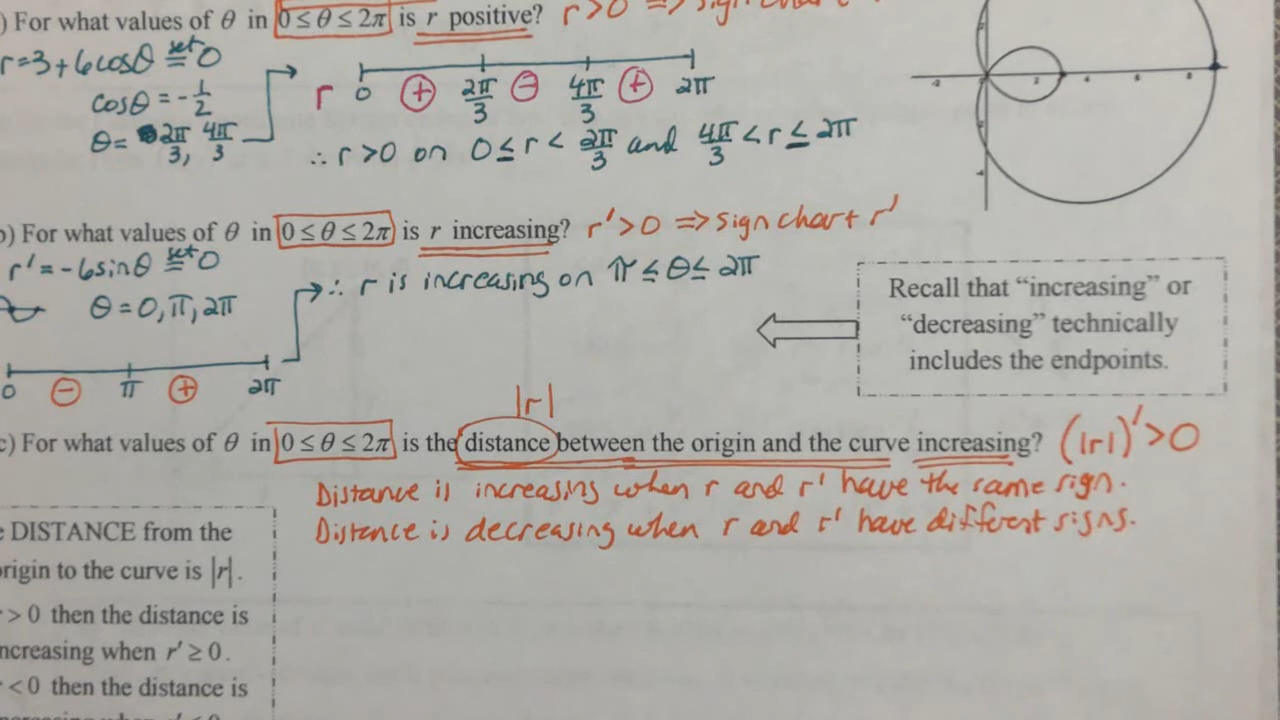 ) For what values of θ in 0 ≤ θ ≤ 2π is r positive? r > 0 ⇒ sign chart
r = 3 + 6cosθ set= 0
cosθ = -1/2
θ = 2π/3, 4π/3
r 0 + 2π/3 − 4π/3 + 2π
∴ r > 0 on 0 ≤ r < 2π/3 and 4π/3 < r ≤ 2π
b) For what values of θ in 0 ≤ θ ≤ 2π is r increasing? r' > 0 ⇒ sign chart r'
r' = -6sinθ set= 0
θ = 0, π, 2π
∴ r is increasing on π ≤ θ ≤ 2π
0 − π + 2π
Recall that “increasing” or
“decreasing” technically
includes the endpoints.
|r|
c) For what values of θ in 0 ≤ θ ≤ 2π is the distance between the origin and the curve increasing? (|r|)' > 0
Distance is increasing when r and r' have the same sign.
Distance is decreasing when r and r' have different signs.
DISTANCE from the
origin to the curve is |r|.
> 0 then the distance is
increasing when r' ≥ 0.
< 0 then the distance is